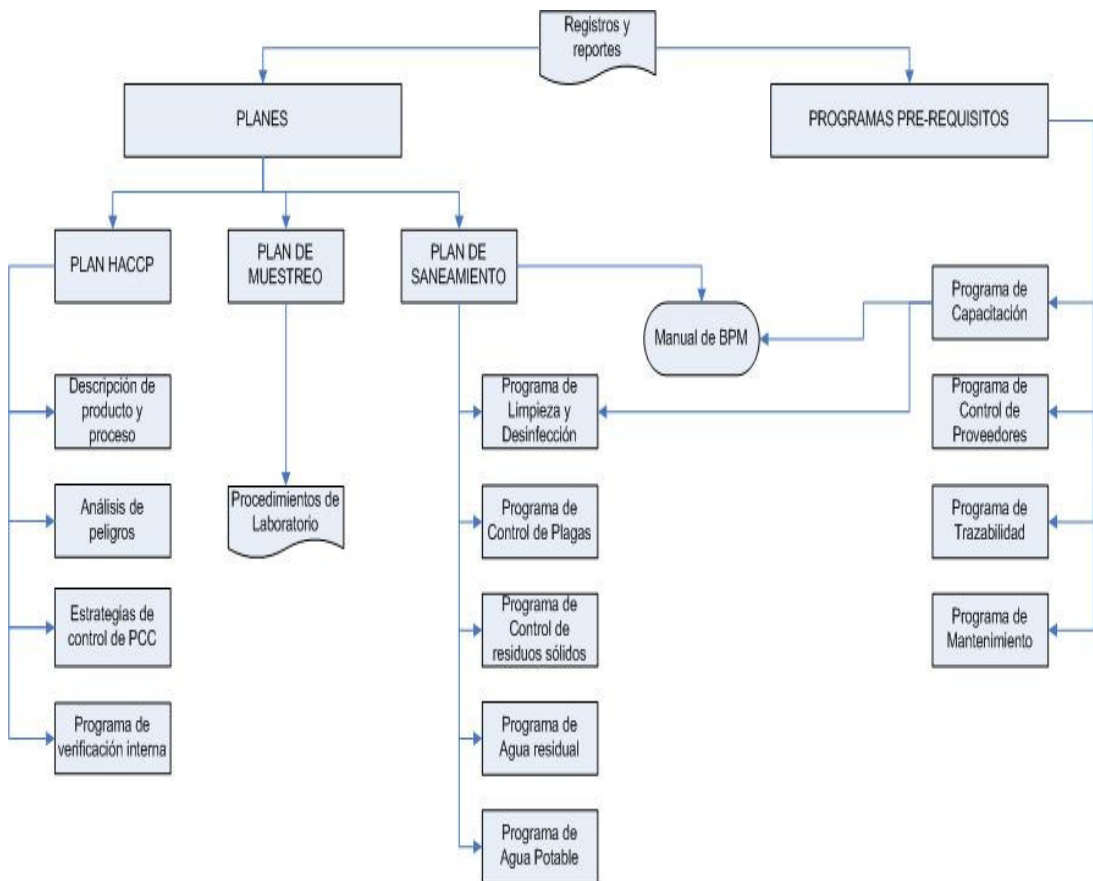 Registros y
reportes
PLANES
PROGRAMAS PRE-REQUISITOS
PLAN HACCP
PLAN DE
MUESTREO
PLAN DE
SANEAMIENTO
Manual de BPM
Programa de
Capacitación
Descripción de
producto y
proceso
Programa de
Limpieza y
Desinfección
Programa de
Control de
Proveedores
Análisis de
peligros
Procedimientos de
Laboratorio
Programa de
Control de Plagas
Programa de
Trazabilidad
Estrategias de
control de PCC
Programa de
Control de
residuos sólidos
Programa de
Mantenimiento
Programa de
verificación interna
Programa de
Agua residual
Programa de
Agua Potable